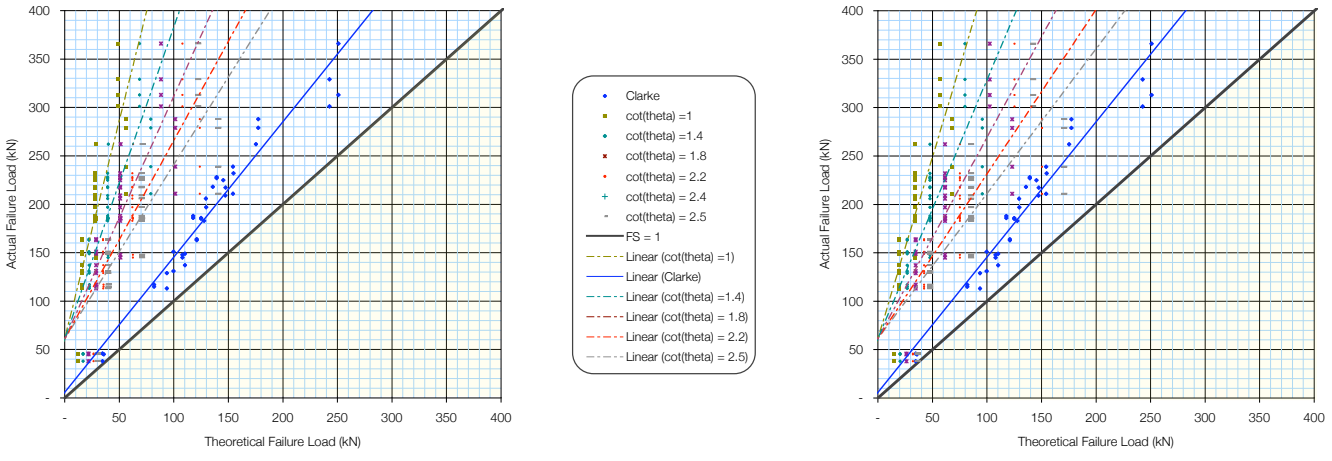 400
350
300
250
200
150
100
50
-
Actual Failure Load (kN)
-
50
100
150
200
250
300
350
400
Theoretical Failure Load (kN)
Clarke
cot(theta) =1
cot(theta) =1.4
cot(theta) = 1.8
cot(theta) = 2.2
cot(theta) = 2.4
cot(theta) = 2.5
FS = 1
Linear (cot(theta) =1)
Linear (Clarke)
Linear (cot(theta) =1.4)
Linear (cot(theta) = 1.8)
Linear (cot(theta) = 2.2)
Linear (cot(theta) = 2.5)
400
350
300
250
200
150
100
50
-
Actual Failure Load (kN)
-
50
100
150
200
250
300
350
400
Theoretical Failure Load (kN)